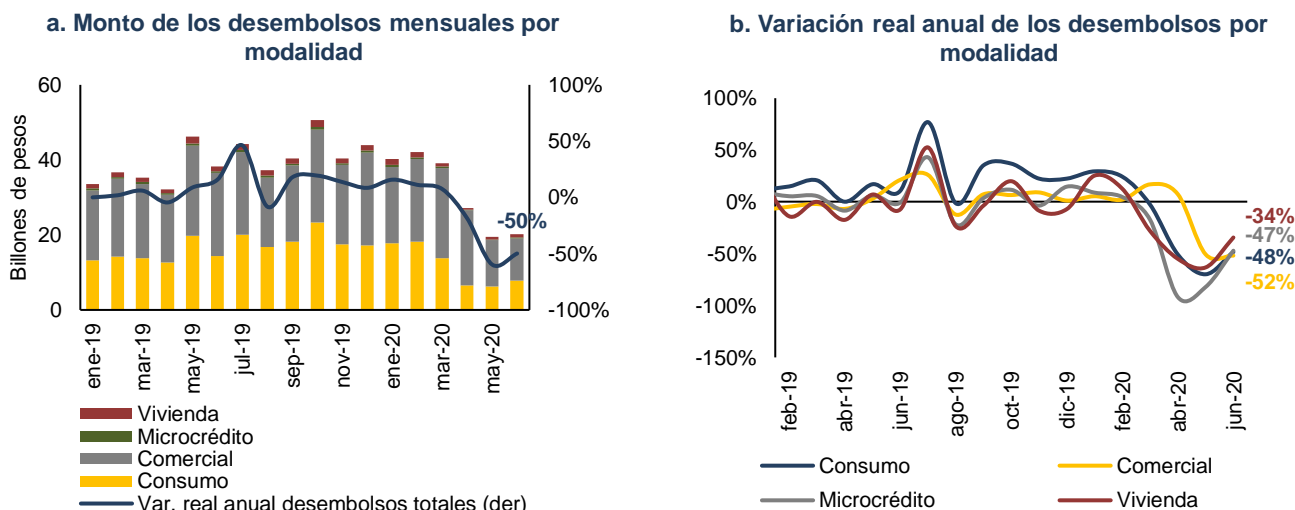 a. Monto de los desembolsos mensuales por
modalidad
Billones de pesos
60
40
20
0
100%
50%
0%
-50%
-100%
-50%
ene-19
mar-19
may-19
jul-19
sep-19
nov-19
ene-20
mar-20
may-20
Vivienda
Microcrédito
Comercial
Consumo
Var. real anual desembolsos totales (der)
b. Variación real anual de los desembolsos por
modalidad
100%
50%
0%
-50%
-100%
-150%
-34%
-47%
-48%
-52%
feb-19
abr-19
jun-19
ago-19
oct-19
dic-19
feb-20
abr-20
jun-20
Consumo
Comercial
Microcrédito
Vivienda